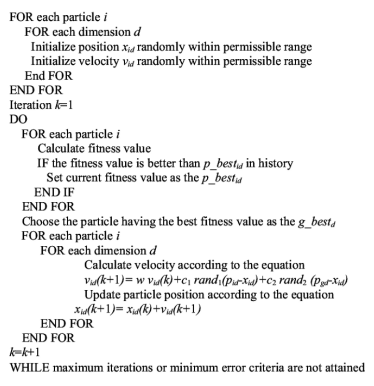 FOR each particle i
FOR each dimension d
Initialize position x_id randomly within permissible range
Initialize velocity v_id randomly within permissible range
End FOR
END FOR
Iteration k=1
DO
FOR each particle i
Calculate fitness value
IF the fitness value is better than p_best_id in history
Set current fitness value as the p_best_id
END IF
END FOR
Choose the particle having the best fitness value as the g_best_d
FOR each particle i
FOR each dimension d
Calculate velocity according to the equation
v_id(k+1)= w v_id(k)+c_1 rand_1(p_id-x_id)+c_2 rand_2 (p_gd-x_id)
Update particle position according to the equation
x_id(k+1)= x_id(k)+v_id(k+1)
END FOR
END FOR
k=k+1
WHILE maximum iterations or minimum error criteria are not attained